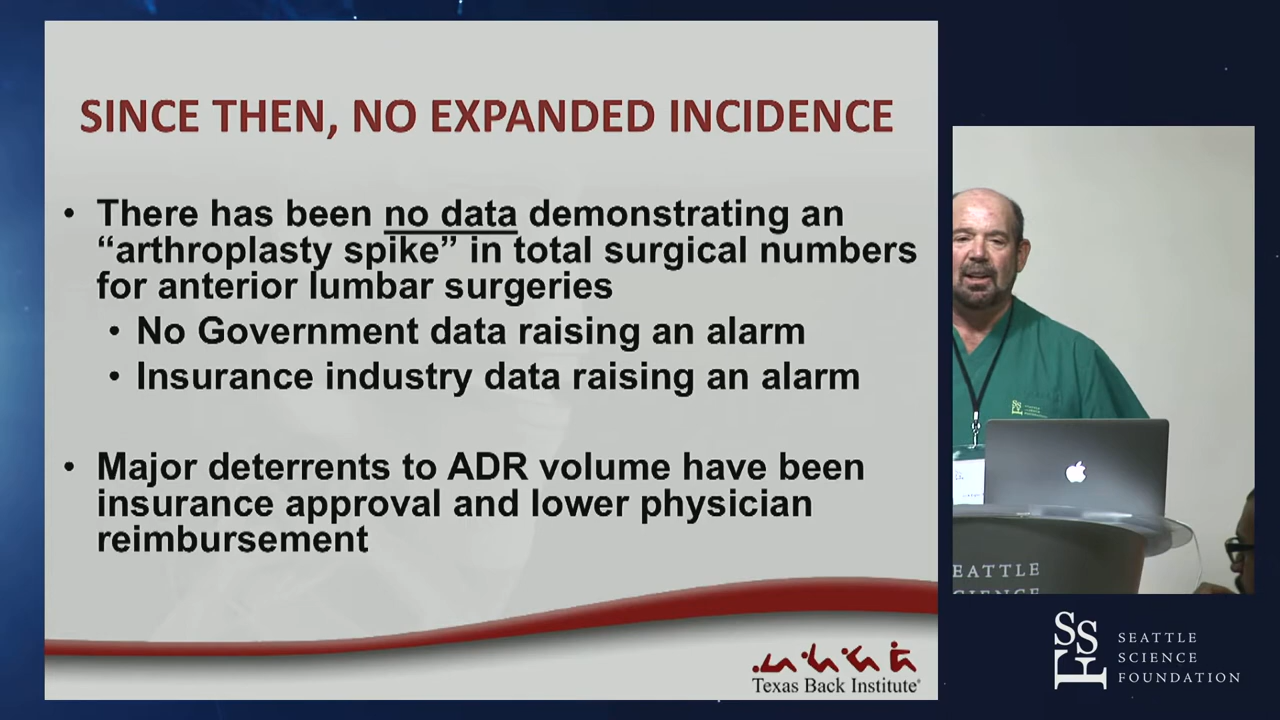 SINCE THEN, NO EXPANDED INCIDENCE
• There has been no data demonstrating an
“arthroplasty spike” in total surgical numbers
for anterior lumbar surgeries
• No Government data raising an alarm
• Insurance industry data raising an alarm
• Major deterrents to ADR volume have been
insurance approval and lower physician
reimbursement
Texas Back Institute
EATTLE
SCIENCE
SSF
SEATTLE
SCIENCE
FOUNDATION